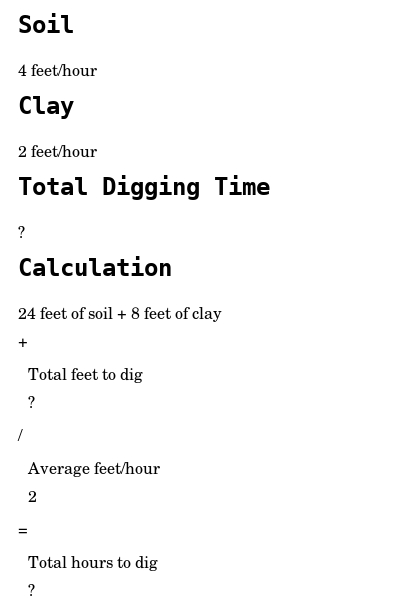 Soil
4 feet/hour
Clay
2 feet/hour
Total Digging Time
?
Calculation
24 feet of soil + 8 feet of clay
+
Total feet to dig
?
/
Average feet/hour
2
=
Total hours to dig
?